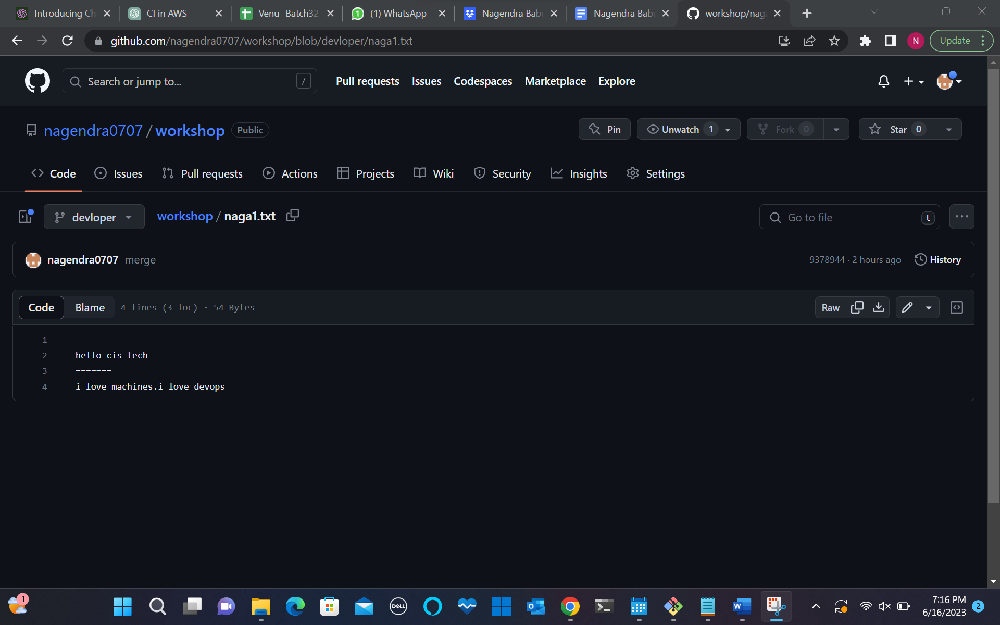 Introducing Ch
CI in AWS
Venu- Batch32
(1) WhatsApp
Nagendra Bab
Nagendra Bab
workshop/nag
github.com/nagendra0707/workshop/blob/devloper/naga1.txt
N
Update
Search or jump to...
/
Pull requests
Issues
Codespaces
Marketplace
Explore
nagendra0707 / workshop
Public
Pin
Unwatch 1
Fork 0
Star 0
Code
Issues
Pull requests
Actions
Projects
Wiki
Security
Insights
Settings
devloper
workshop / naga1.txt
Go to file
t
nagendra0707 merge
9378944 · 2 hours ago
History
Code
Blame
4 lines (3 loc) · 54 Bytes
Raw
1
2 hello cis tech
3 =======
4 i love machines.i love devops
1
DELL
7:16 PM
6/16/2023
2